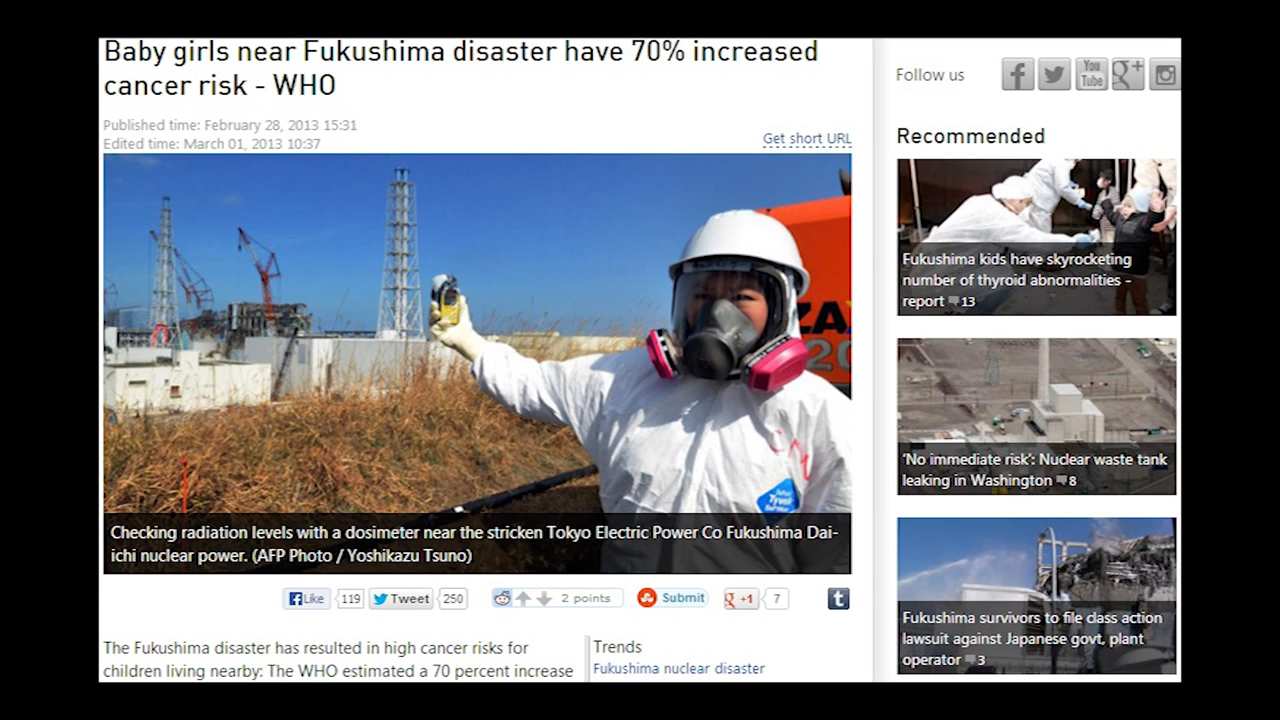 Baby girls near Fukushima disaster have 70% increased
cancer risk - WHO
Published time: February 28, 2013 15:31
Edited time: March 01, 2013 10:37
Get short URL
ZA
20
Tyvek
Checking radiation levels with a dosimeter near the stricken Tokyo Electric Power Co Fukushima Dai-
ichi nuclear power. (AFP Photo / Yoshikazu Tsuno)
Like
119
Tweet
250
2 points
Submit
+1
7
The Fukushima disaster has resulted in high cancer risks for
children living nearby: The WHO estimated a 70 percent increase
Trends
Fukushima nuclear disaster
Follow us
You
Tube
Recommended
Fukushima kids have skyrocketing
number of thyroid abnormalities -
report 13
'No immediate risk': Nuclear waste tank
leaking in Washington 8
Fukushima survivors to file class action
lawsuit against Japanese govt, plant
operator 3